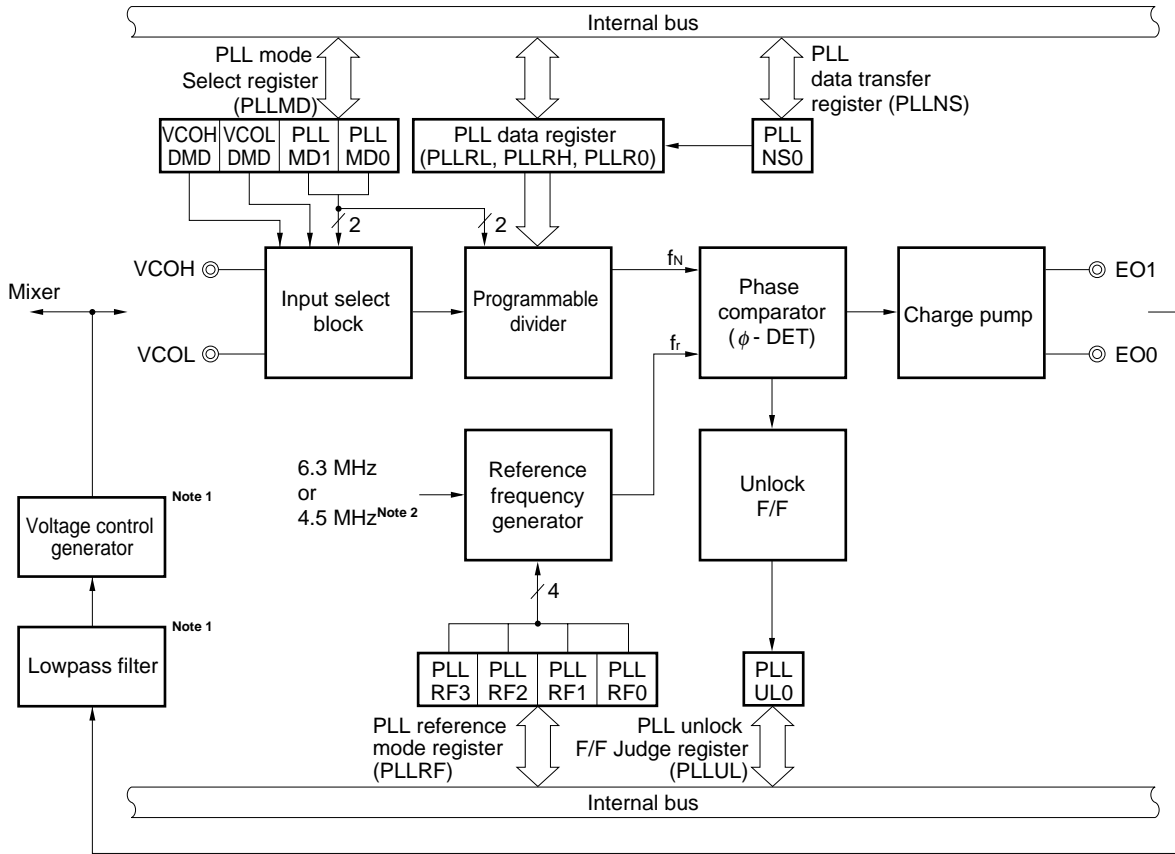 Internal bus
PLL mode
Select register
(PLLMD)
PLL
data transfer
register (PLLNS)
VCOH
DMD
VCOL
DMD
PLL
MD1
PLL
MD0
PLL data register
(PLLRL, PLLRH, PLLR0)
PLL
NS0
2
2
VCOH
VCOL
Mixer
Input select
block
Programmable
divider
fN
fr
Phase
comparator
(ϕ - DET)
Charge pump
EO1
EO0
6.3 MHz
or
4.5 MHz Note 2
Reference
frequency
generator
Unlock
F/F
Note 1
Voltage control
generator
Note 1
Lowpass filter
4
PLL
RF3
PLL
RF2
PLL
RF1
PLL
RF0
PLL
UL0
PLL reference
mode register
(PLLRF)
PLL unlock
F/F Judge register
(PLLUL)
Internal bus